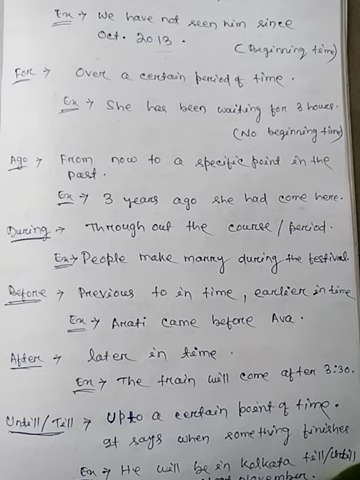 Ex → We have not seen him since
Oct. 2013.
(Beginning time)
For → Over a certain period of time.
Ex → She has been waiting for 3 hours.
(No beginning time)
Ago → From now to a specific point in the
past.
Ex → 3 years ago she had come here.
During → Through out the course/period.
Ex → People make marry during the festival
Before → Previous to in time, earlier in time
Ex → Arati came before Ava.
After → later in time.
Ex → The train will come after 3:30.
Untill/Till → Upto a certain point of time.
It says when something finishes
Ex → He will be in Kolkata till/Untill
November.